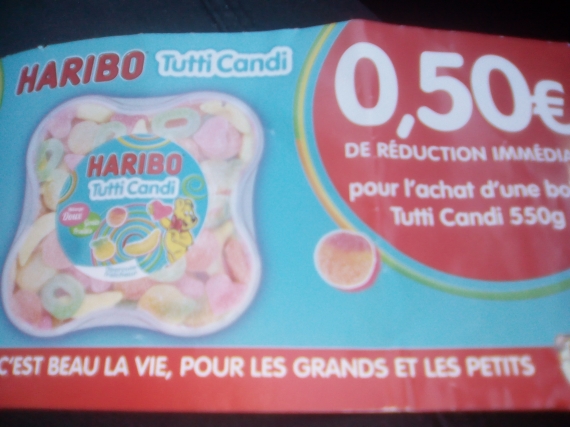 HARIBO Tutti Candi
0,50€
DE RÉDUCTION IMMÉDIA
pour l'achat d'une bo
Tutti Candi 550g
HARIBO
Tutti Candi
C'EST BEAU LA VIE, POUR LES GRANDS ET LES PETITS